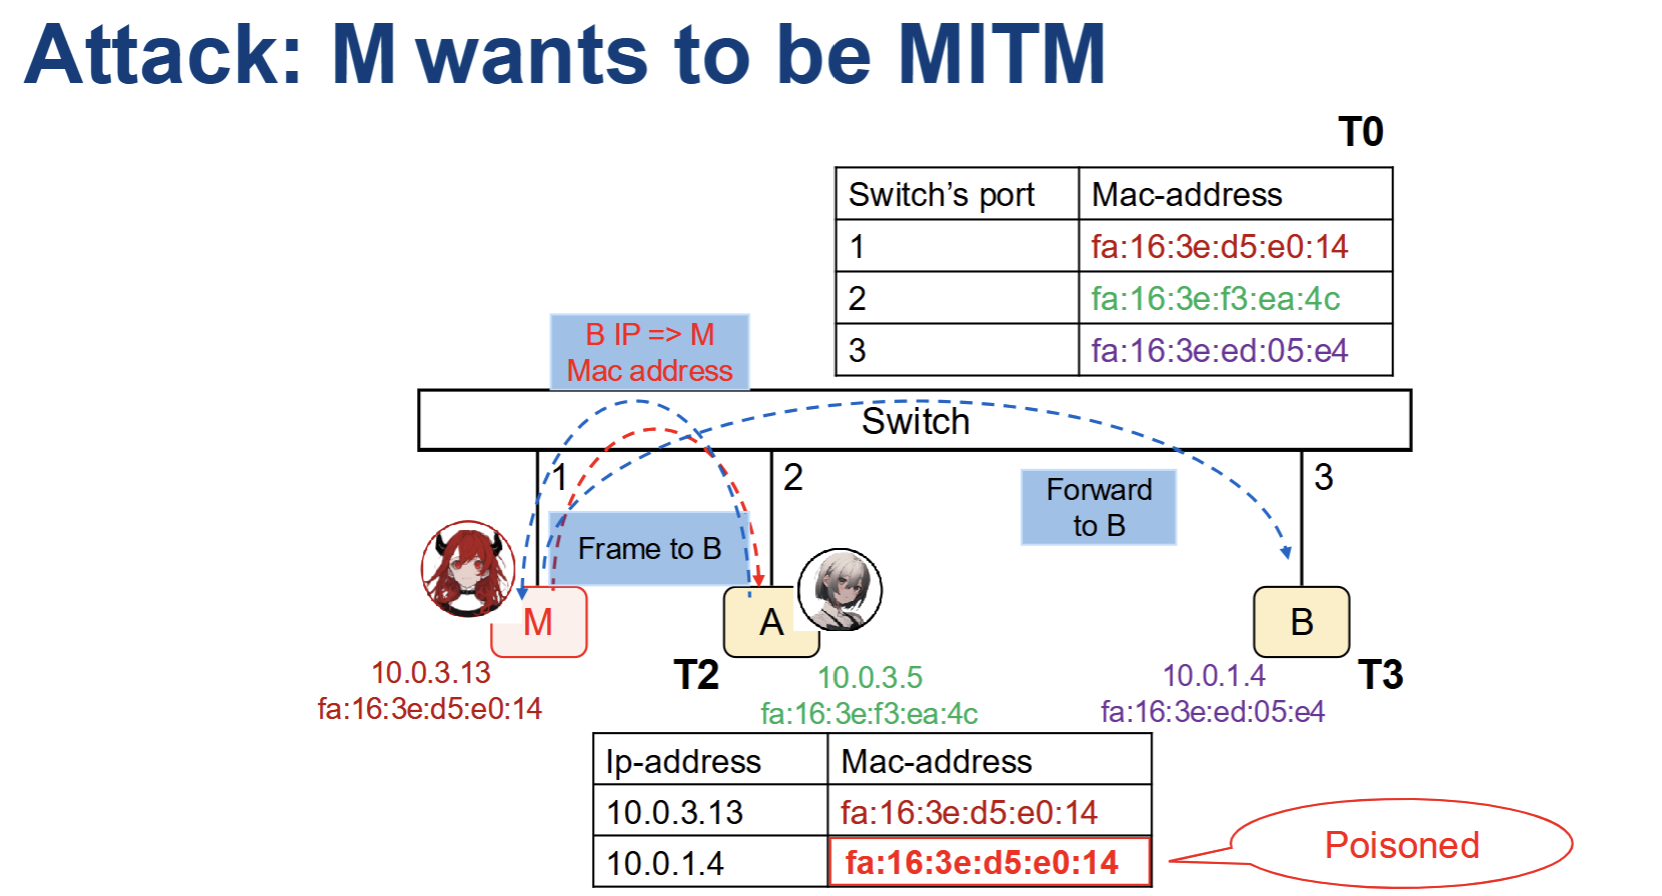 Attack: M wants to be MITM
T0
Switch's port Mac-address
1 fa:16:3e:d5:e0:14
2 fa:16:3e:f3:ea:4c
3 fa:16:3e:ed:05:e4
B IP => M
Mac address
Switch
1
2
3
Forward
to B
Frame to B
M
A
B
10.0.3.13
fa:16:3e:d5:e0:14
T2
10.0.3.5
fa:16:3e:f3:ea:4c
10.0.1.4
fa:16:3e:ed:05:e4
T3
Ip-address Mac-address
10.0.3.13 fa:16:3e:d5:e0:14
10.0.1.4 fa:16:3e:d5:e0:14
Poisoned